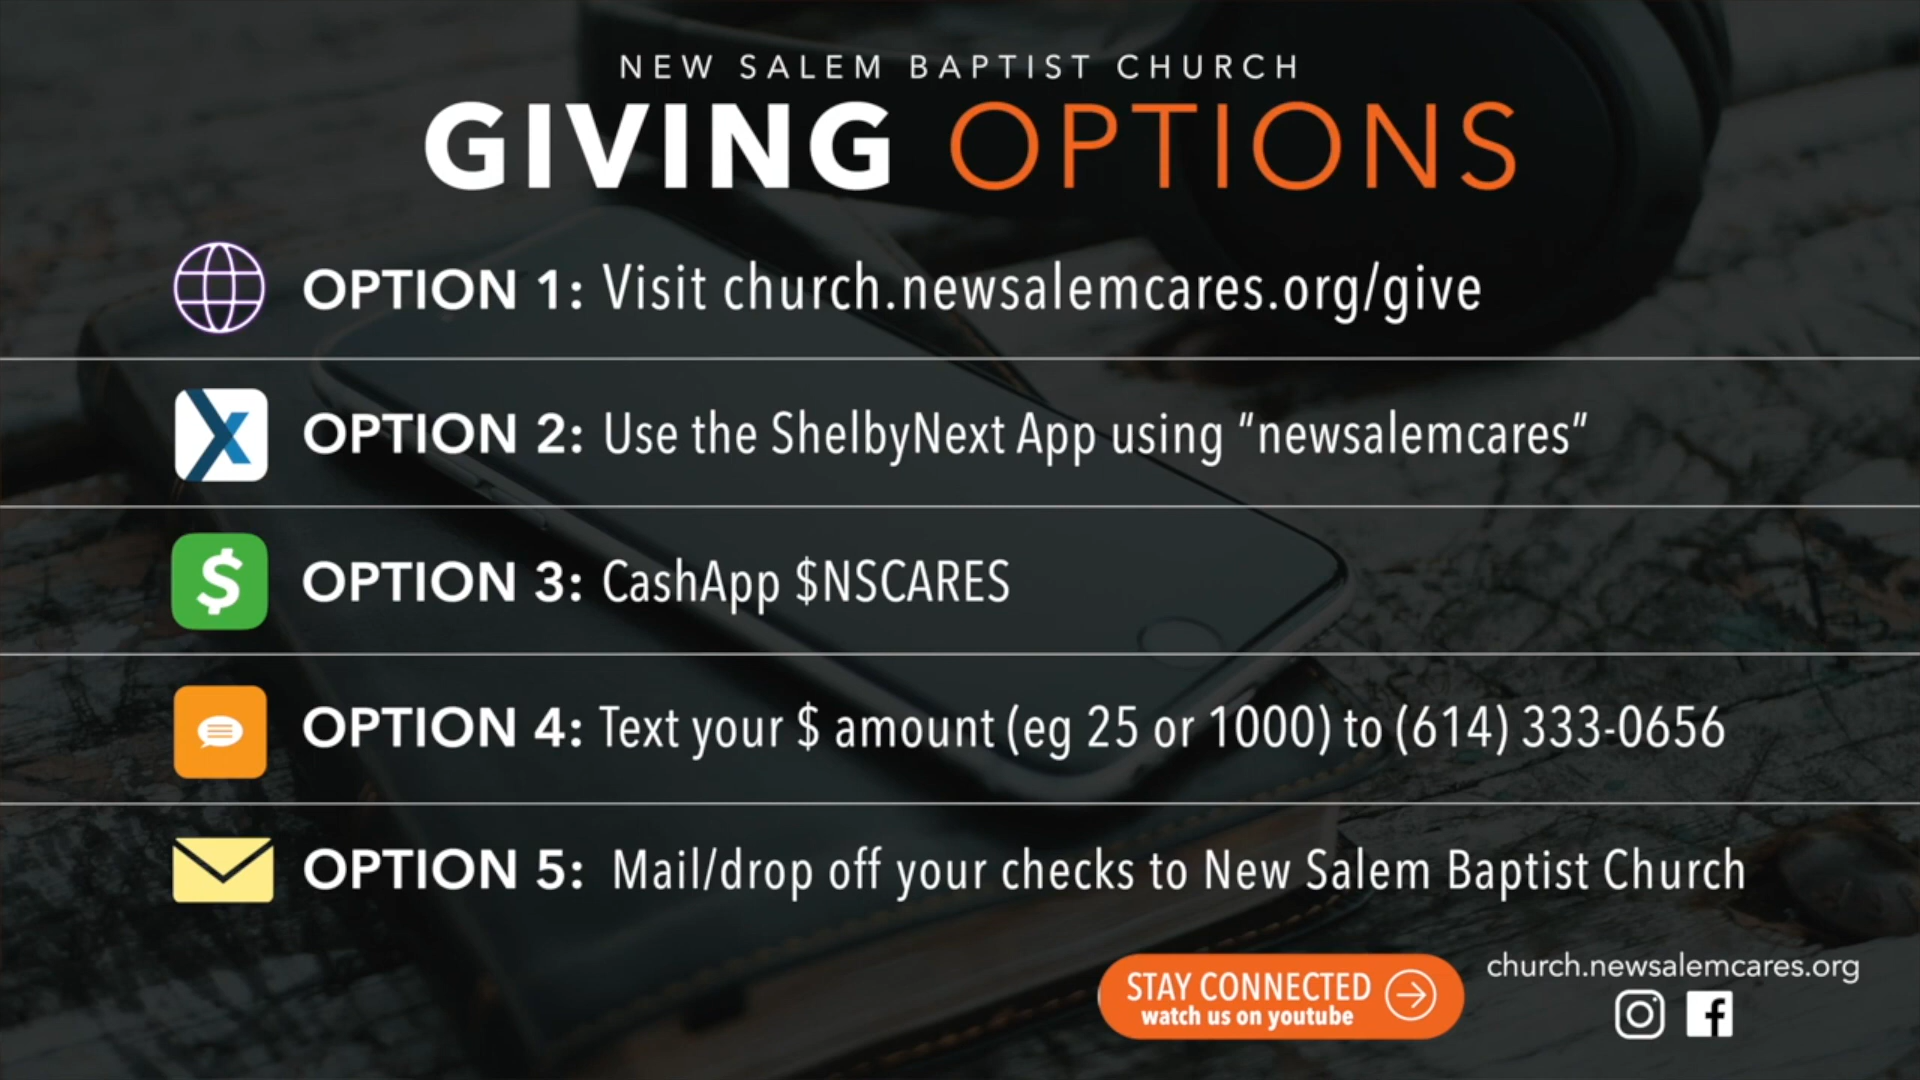 NEW SALEM BAPTIST CHURCH
GIVING OPTIONS
OPTION 1: Visit church.newsalemcares.org/give
OPTION 2: Use the ShelbyNext App using “newsalemcares”
OPTION 3: CashApp $NSCARES
OPTION 4: Text your $ amount (eg 25 or 1000) to (614) 333-0656
OPTION 5: Mail/drop off your checks to New Salem Baptist Church
STAY CONNECTED
watch us on youtube
church.newsalemcares.org